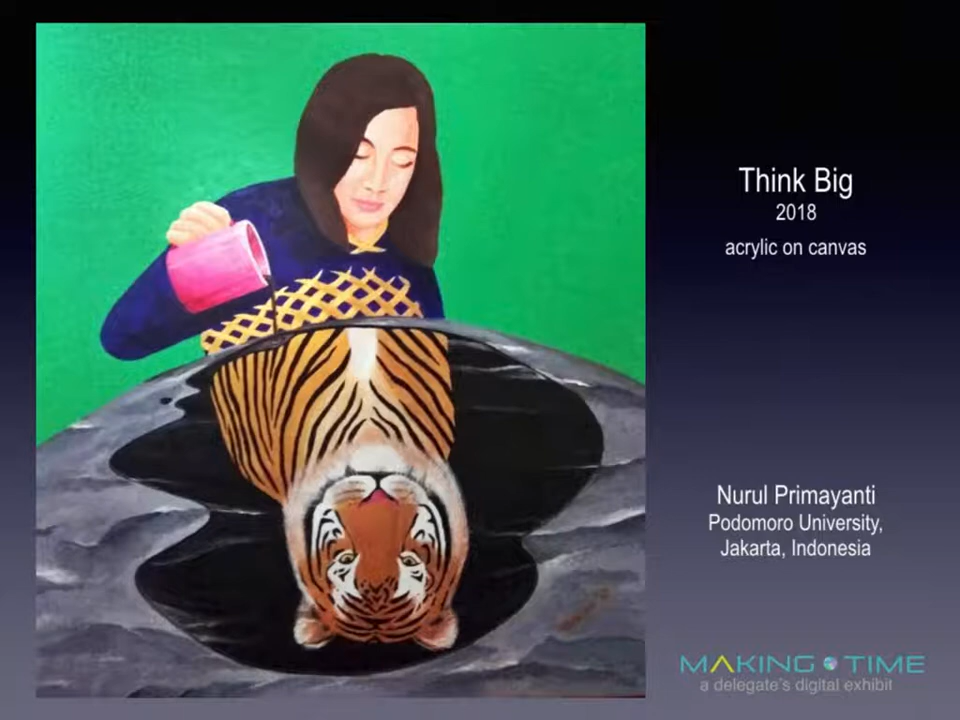 Think Big
2018
acrylic on canvas
Nurul Primayanti
Podomoro University,
Jakarta, Indonesia
MAKING TIME
a delegate's digital exhibit